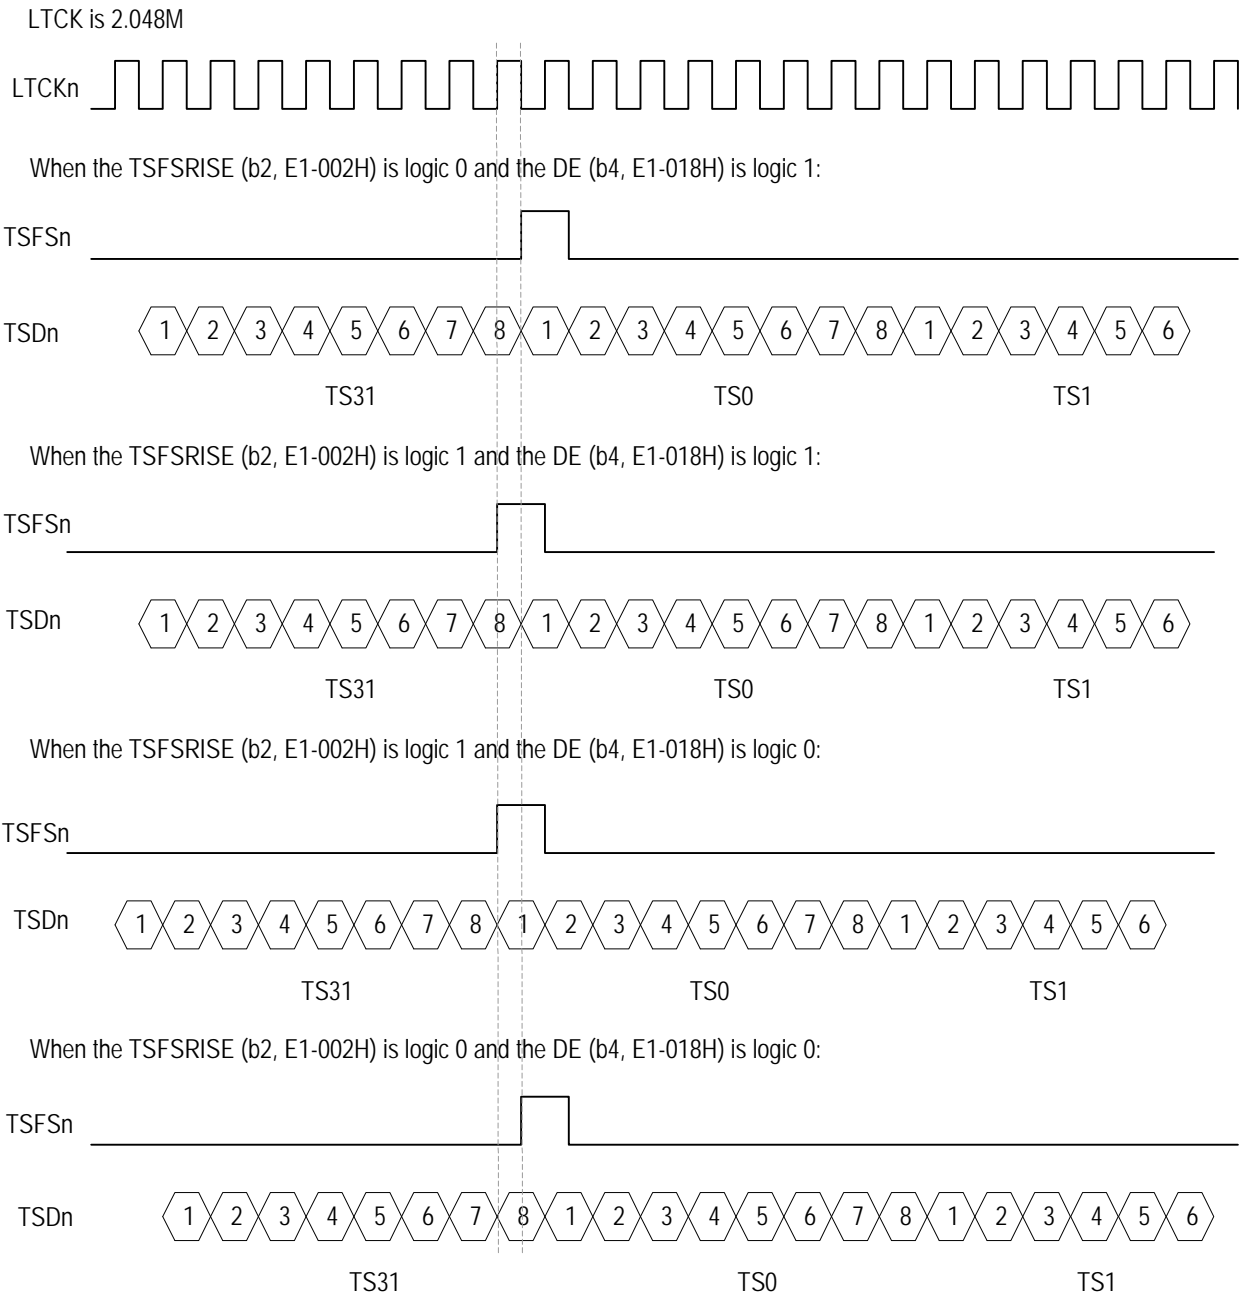 LTCK is 2.048M
LTCKn
When the TSFSRISE (b2, E1-002H) is logic 0 and the DE (b4, E1-018H) is logic 1:
TSFSn
TSDn 1 2 3 4 5 6 7 8 1 2 3 4 5 6 7 8 1 2 3 4 5 6
TS31 TS0 TS1
When the TSFSRISE (b2, E1-002H) is logic 1 and the DE (b4, E1-018H) is logic 1:
TSFSn
TSDn 1 2 3 4 5 6 7 8 1 2 3 4 5 6 7 8 1 2 3 4 5 6
TS31 TS0 TS1
When the TSFSRISE (b2, E1-002H) is logic 1 and the DE (b4, E1-018H) is logic 0:
TSFSn
TSDn 1 2 3 4 5 6 7 8 1 2 3 4 5 6 7 8 1 2 3 4 5 6
TS31 TS0 TS1
When the TSFSRISE (b2, E1-002H) is logic 0 and the DE (b4, E1-018H) is logic 0:
TSFSn
TSDn 1 2 3 4 5 6 7 8 1 2 3 4 5 6 7 8 1 2 3 4 5 6
TS31 TS0 TS1